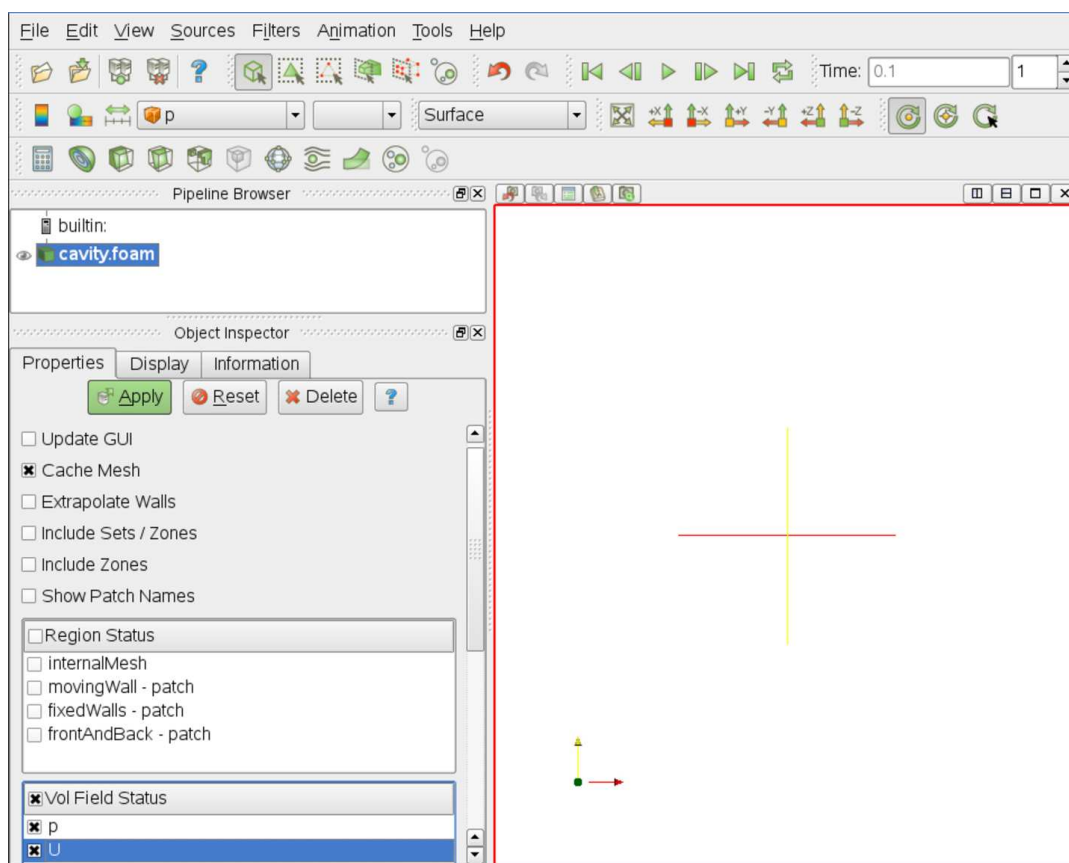 File Edit View Sources Filters Animation Tools Help
? Time: 0.1 1
p Surface +X -X +Y -Y +Z -Z
Pipeline Browser
builtin:
cavity.foam
Object Inspector
Properties Display Information
Apply Reset Delete ?
Update GUI
Cache Mesh
Extrapolate Walls
Include Sets / Zones
Include Zones
Show Patch Names
Region Status
internalMesh
movingWall - patch
fixedWalls - patch
frontAndBack - patch
Vol Field Status
p
U